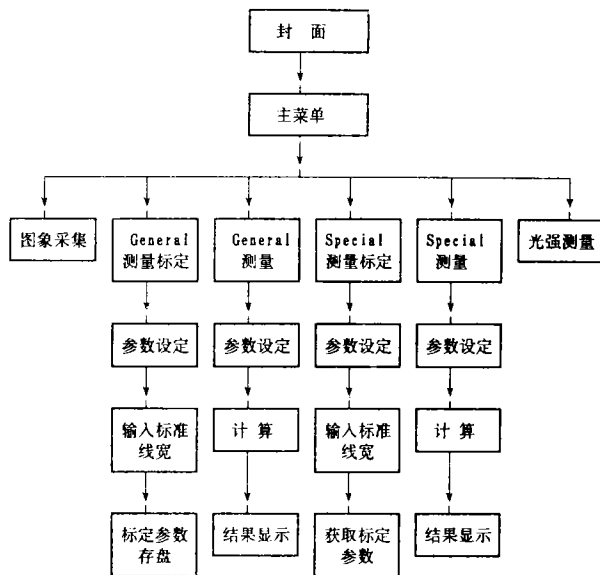 封 面
主菜单
图象采集
General
测量标定
General
测量
Special
测量标定
Special
测量
光强测量
参数设定
参数设定
参数设定
参数设定
输入标准
线宽
计 算
输入标准
线宽
计 算
标定参数
存盘
结果显示
获取标定
参数
结果显示